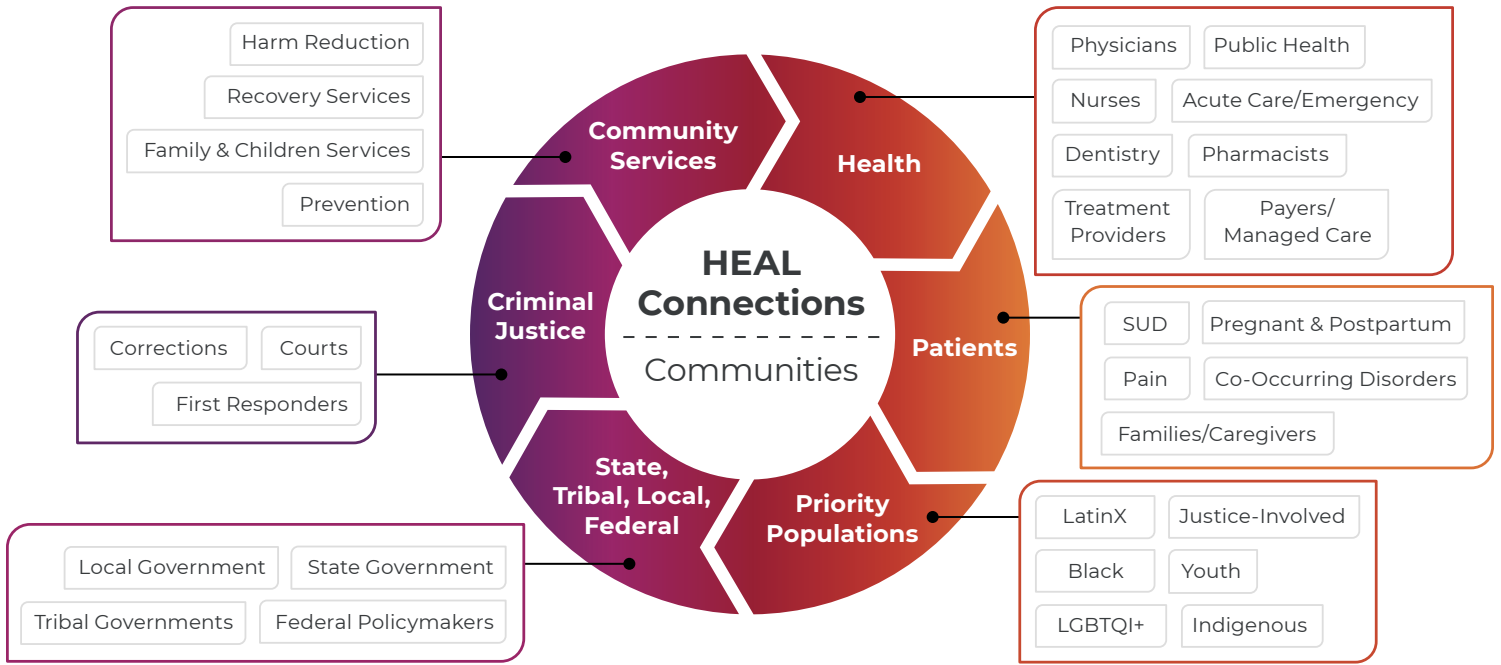 HEAL
Connections
Communities
Community
Services
Harm Reduction
Recovery Services
Family & Children Services
Prevention
Health
Physicians
Public Health
Nurses
Acute Care/Emergency
Dentistry
Pharmacists
Treatment
Providers
Payers/
Managed Care
Patients
SUD
Pregnant & Postpartum
Pain
Co-Occurring Disorders
Families/Caregivers
Priority
Populations
LatinX
Justice-Involved
Black
Youth
LGBTQI+
Indigenous
State,
Tribal, Local,
Federal
Local Government
State Government
Tribal Governments
Federal Policymakers
Criminal
Justice
Corrections
Courts
First Responders